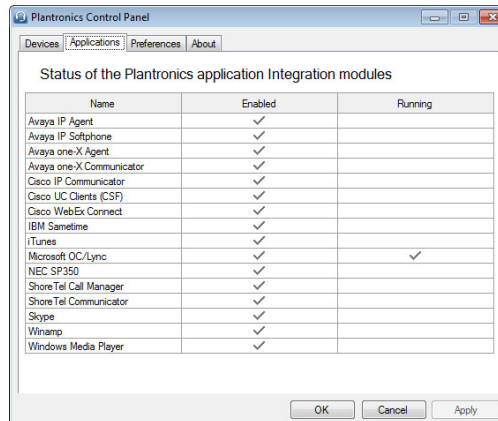 Plantronics Control Panel
Devices Applications Preferences About
Status of the Plantronics application Integration modules
Name Enabled Running
Avaya IP Agent
Avaya IP Softphone
Avaya one-X Agent
Avaya one-X Communicator
Cisco IP Communicator
Cisco UC Clients (CSF)
Cisco WebEx Connect
IBM Sametime
iTunes
Microsoft OC/Lync
NEC SP350
ShoreTel Call Manager
ShoreTel Communicator
Skype
Winamp
Windows Media Player
OK Cancel Apply